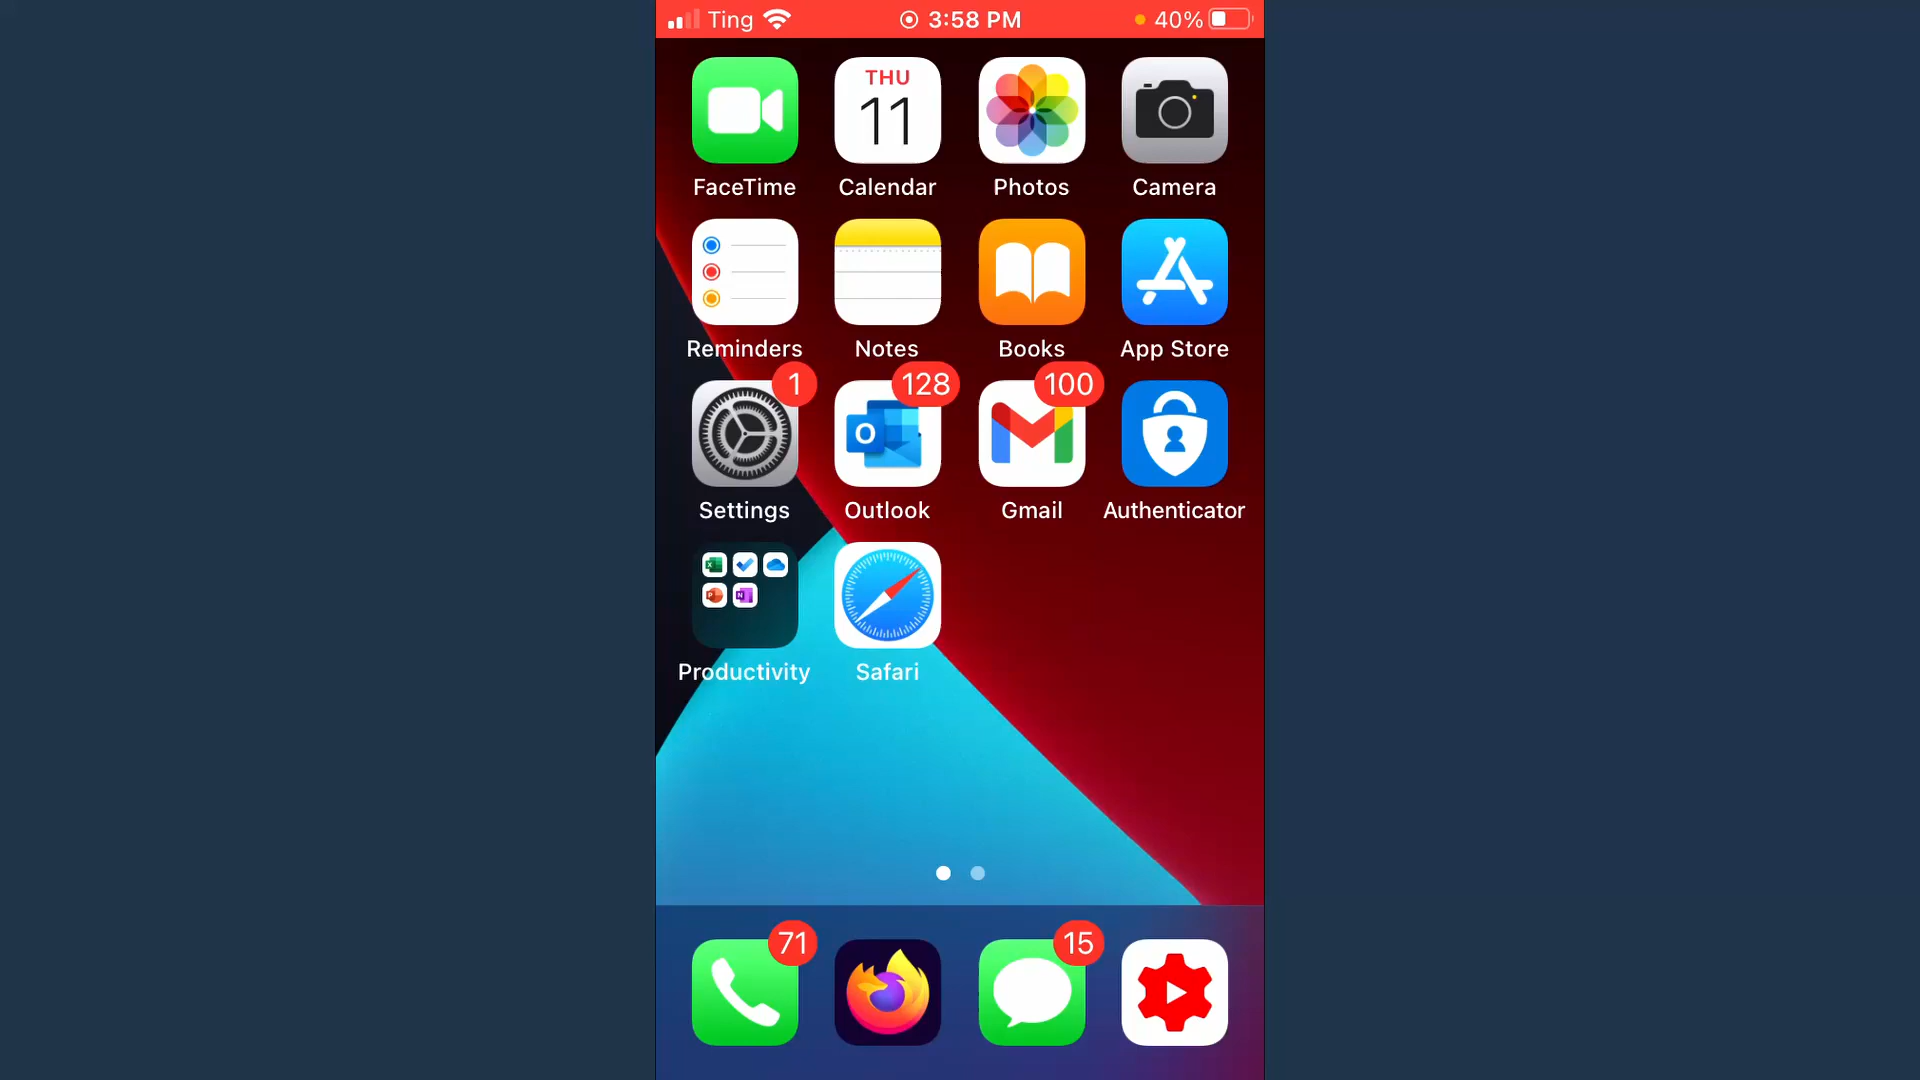 Ting 3:58 PM 40%
THU
11
FaceTime Calendar Photos Camera
Reminders Notes Books App Store
1 128 100
Settings Outlook Gmail Authenticator
Productivity Safari
71 15